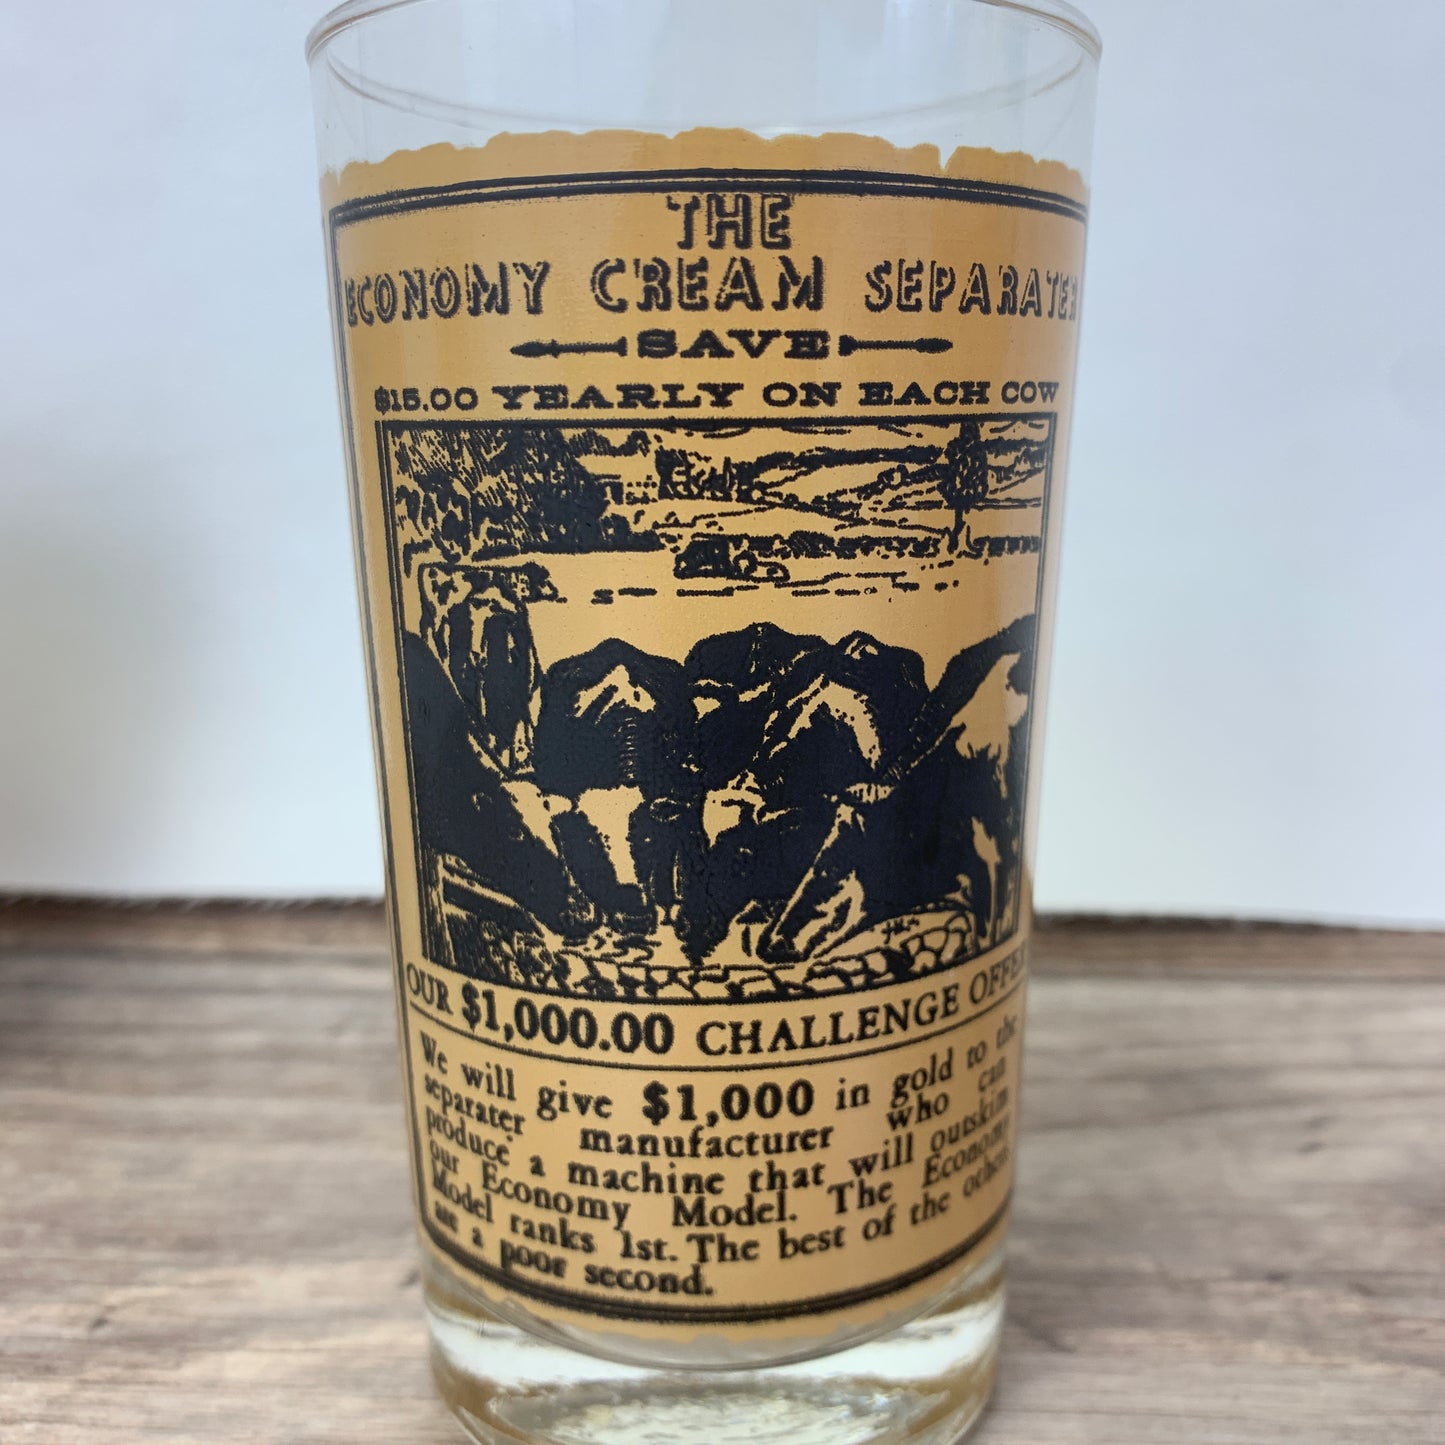 THE
ECONOMY CREAM SEPARATER
SAVE
$15.00 YEARLY ON EACH COW
OUR $1,000.00 CHALLENGE OFFER
We will give $1,000 in gold to the
separater manufacturer who can
produce a machine that will outskim
our Economy Model. The Economy
Model ranks 1st. The best of the others
are a poor second.